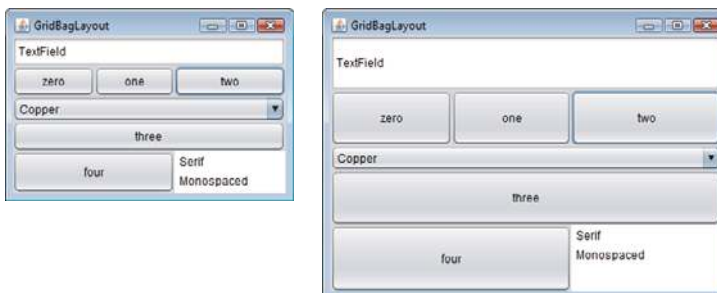 GridBagLayout
TextField
zero one two
Copper
three
four
Serif
Monospaced
GridBagLayout
TextField
zero one two
Copper
three
four
Serif
Monospaced